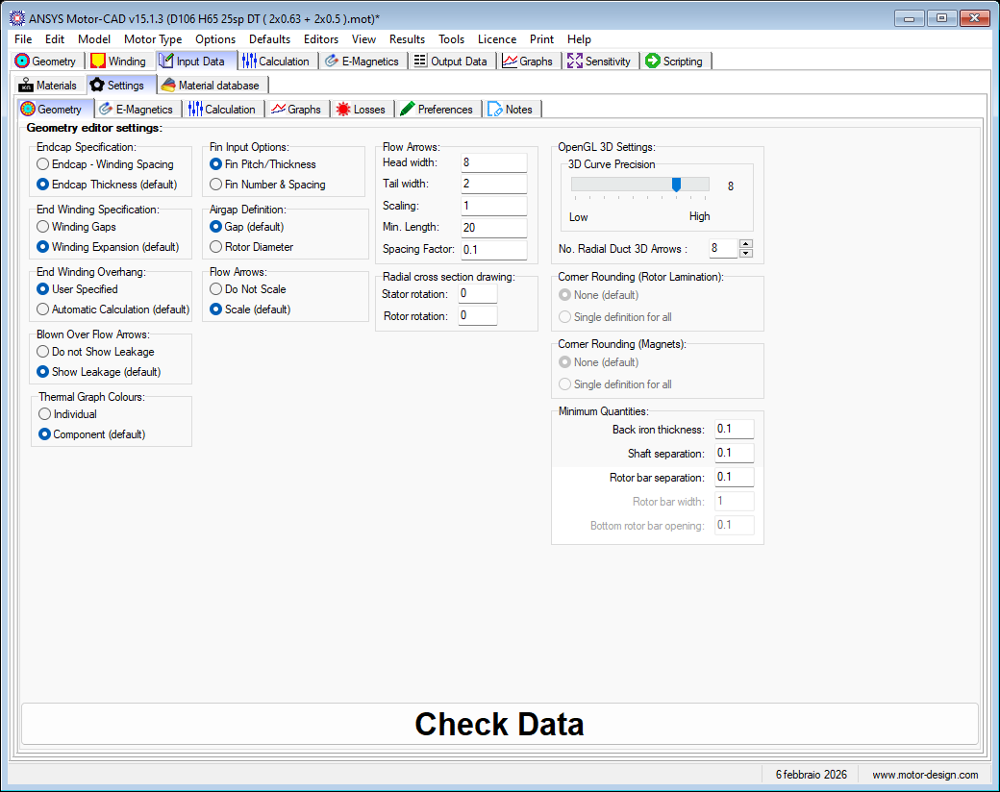 ANSYS Motor-CAD v15.1.3 (D106 H65 25sp DT ( 2x0.63 + 2x0.5 ).mot)*
File Edit Model Motor Type Options Defaults Editors View Results Tools Licence Print Help
Geometry Winding Input Data Calculation E-Magnetics Output Data Graphs Sensitivity Scripting
Materials Settings Material database
Geometry E-Magnetics Calculation Graphs Losses Preferences Notes
Geometry editor settings:
Endcap Specification:
Endcap - Winding Spacing
Endcap Thickness (default)
End Winding Specification:
Winding Gaps
Winding Expansion (default)
End Winding Overhang:
User Specified
Automatic Calculation (default)
Blown Over Flow Arrows:
Do not Show Leakage
Show Leakage (default)
Thermal Graph Colours:
Individual
Component (default)
Fin Input Options:
Fin Pitch/Thickness
Fin Number & Spacing
Airgap Definition:
Gap (default)
Rotor Diameter
Flow Arrows:
Do Not Scale
Scale (default)
Flow Arrows:
Head width: 8
Tail width: 2
Scaling: 1
Min. Length: 20
Spacing Factor: 0.1
Radial cross section drawing:
Stator rotation: 0
Rotor rotation: 0
OpenGL 3D Settings:
3D Curve Precision
8
Low High
No. Radial Duct 3D Arrows : 8
Corner Rounding (Rotor Lamination):
None (default)
Single definition for all
Corner Rounding (Magnets):
None (default)
Single definition for all
Minimum Quantities:
Back iron thickness: 0.1
Shaft separation: 0.1
Rotor bar separation: 0.1
Rotor bar width: 1
Bottom rotor bar opening: 0.1
Check Data
6 febbraio 2026 www.motor-design.com